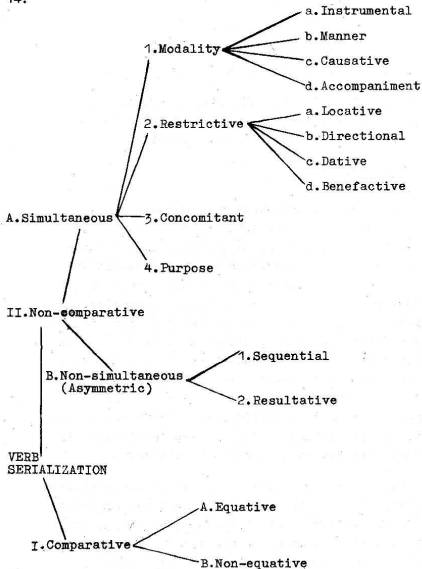 14.
a.Instrumental
1.Modality
b.Manner
c.Causative
d.Accompaniment
a.Locative
2.Restrictive
b.Directional
c.Dative
d.Benefactive
A.Simultaneous
3.Concomitant
4.Purpose
II.Non-comparative
1.Sequential
B.Non-simultaneous
(Asymmetric)
2.Resultative
VERB
SERIALIZATION
A.Equative
I.Comparative
B.Non-equative